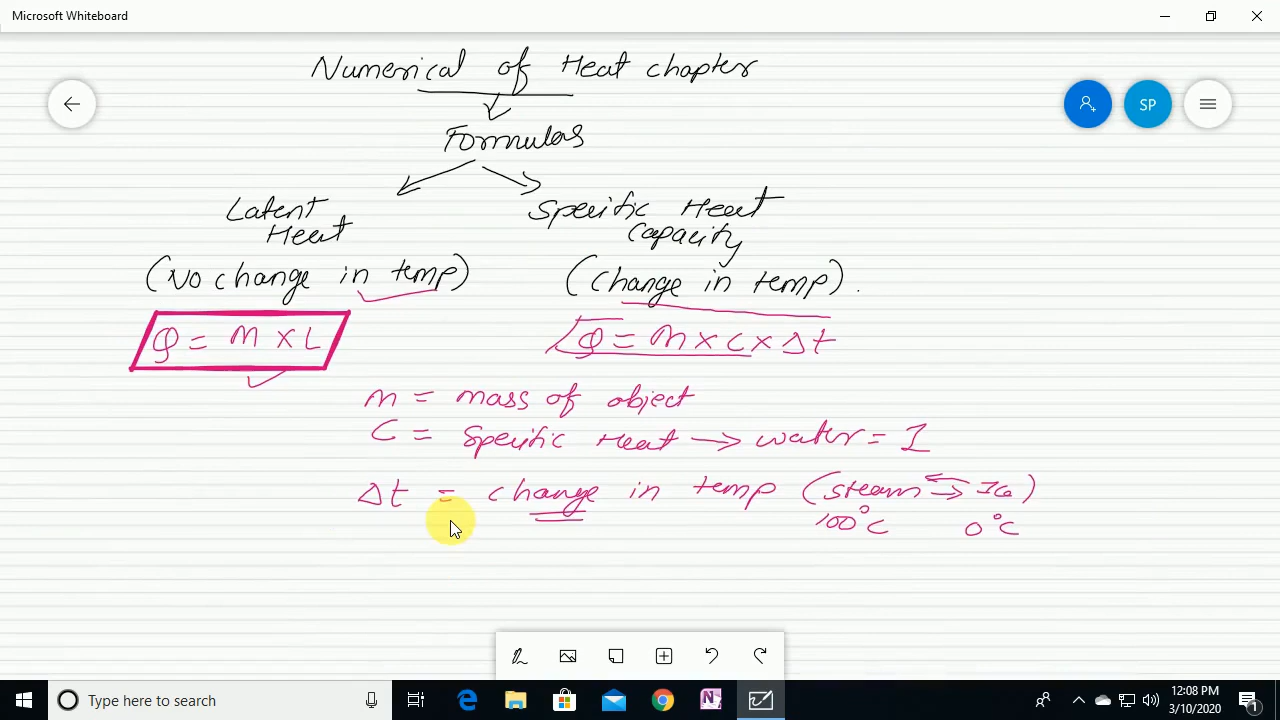 Microsoft Whiteboard
Numerical of Heat chapter
SP
Formulas
Latent Heat
Specific Heat Capacity
(No change in temp)
(Change in temp).
Q = M X L
Q = M X C X Δt
m = mass of object
C = Specific Heat → water = 1
Δt = change in temp (steam ⇄ Ice)
100°C 0°C
Type here to search
12:08 PM
3/10/2020
1